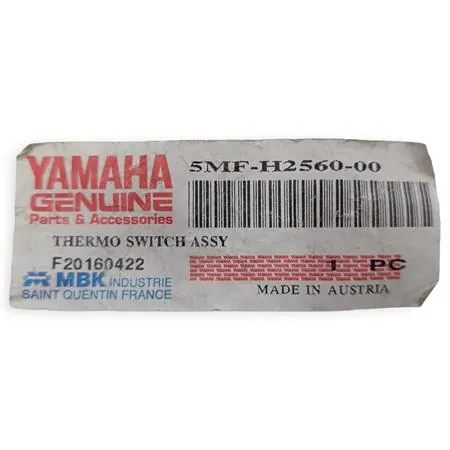 YAMAHA
GENUINE
Parts & Accessories
5MF-H2560-00
THERMO SWITCH ASSY
F20160422
MBK INDUSTRIE
SAINT QUENTIN FRANCE
1 PC
MADE IN AUSTRIA